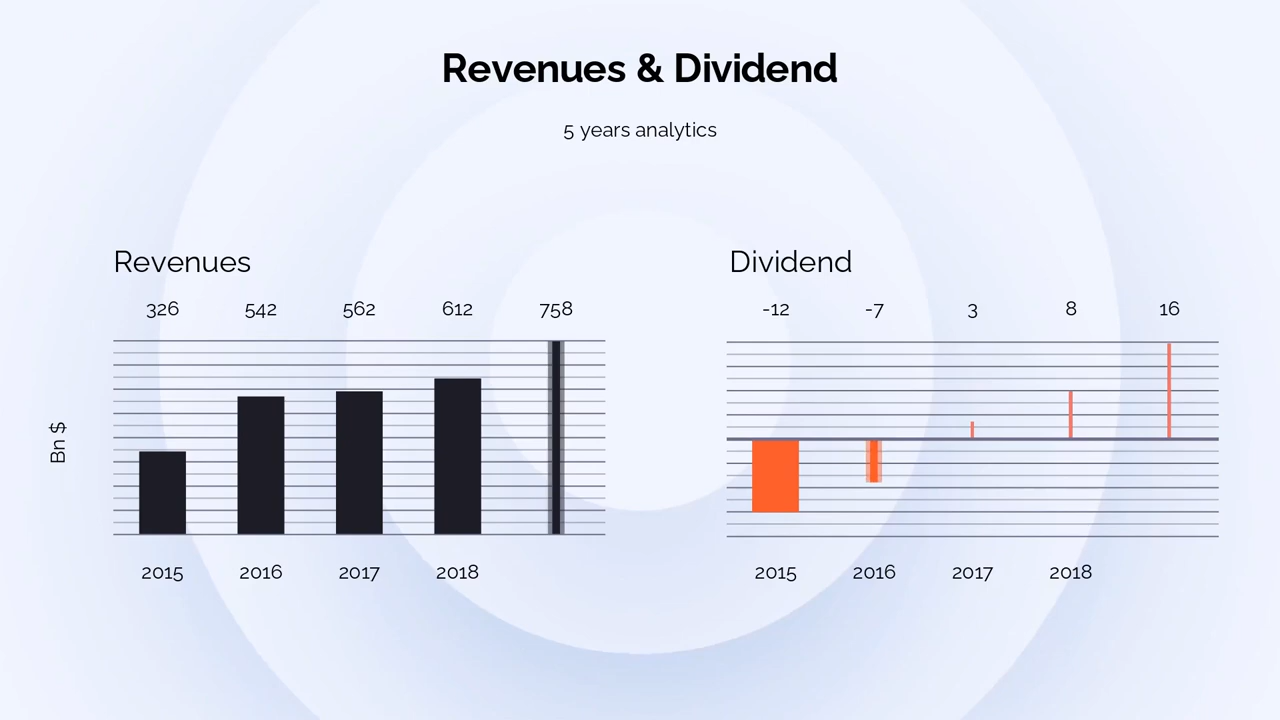 Revenues & Dividend
5 years analytics
Revenues
326 542 562 612 758
Bn $
2015 2016 2017 2018
Dividend
-12 -7 3 8 16
2015 2016 2017 2018